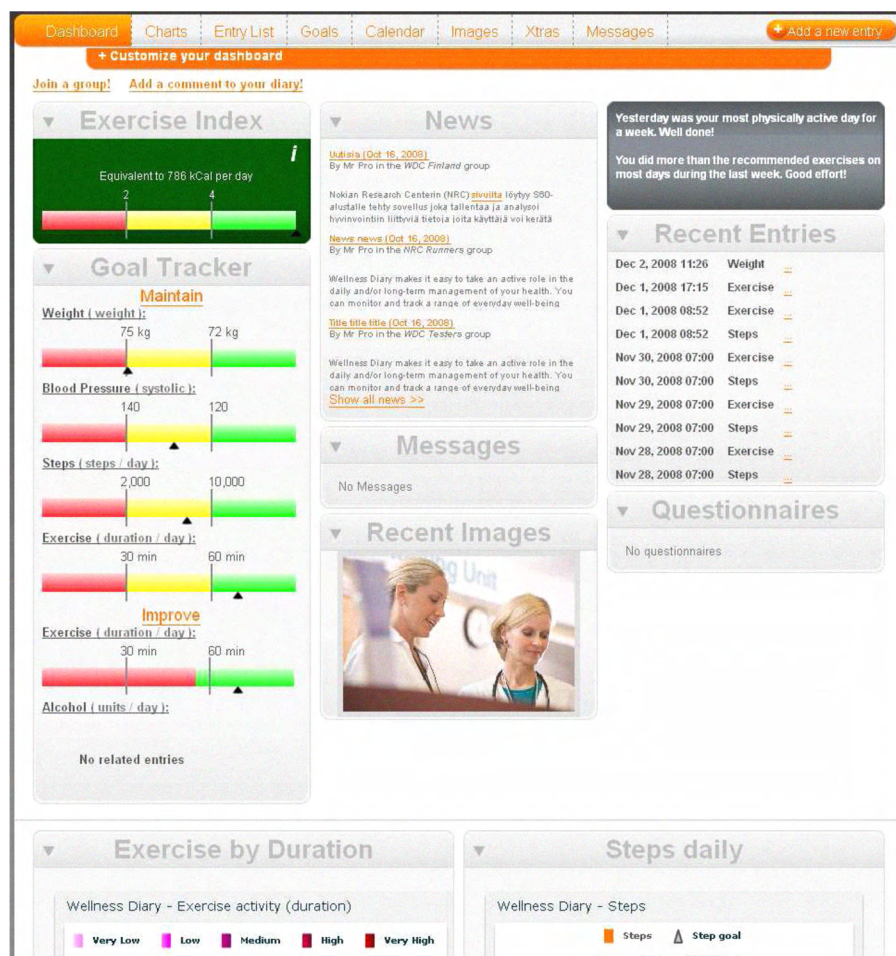 Dashboard Charts Entry List Goals Calendar Images Xtras Messages + Add a new entry
+ Customize your dashboard
Join a group! Add a comment to your diary!
Exercise Index
i
Equivalent to 786 kCal per day
2 4
Goal Tracker
Maintain
Weight ( weight ):
75 kg 72 kg
Blood Pressure ( systolic ):
140 120
Steps ( steps / day ):
2,000 10,000
Exercise ( duration / day ):
30 min 60 min
Improve
Exercise ( duration / day ):
30 min 60 min
Alcohol ( units / day ):
No related entries
News
Uutisia (Oct 16, 2008)
By Mr Pro in the WDC Finland group
Nokian Research Centerin (NRC) sivuilta löytyy S60-
alustalle tehty sovellus joka tallentaa ja analysoi
hyvinvointiin liittyviä tietoja joita käyttäjä voi kerätä
News news (Oct 16, 2008)
By Mr Pro in the NRC Runners group
Wellness Diary makes it easy to take an active role in the
daily and/or long-term management of your health. You
can monitor and track a range of everyday well-being
Title title title (Oct 16, 2008)
By Mr Pro in the WDC Testers group
Wellness Diary makes it easy to take an active role in the
daily and/or long-term management of your health. You
can monitor and track a range of everyday well-being
Show all news >>
Messages
No Messages
Recent Images
Unit
Yesterday was your most physically active day for
a week. Well done!
You did more than the recommended exercises on
most days during the last week. Good effort!
Recent Entries
Dec 2, 2008 11:26 Weight ...
Dec 1, 2008 17:15 Exercise ...
Dec 1, 2008 08:52 Exercise ...
Dec 1, 2008 08:52 Steps ...
Nov 30, 2008 07:00 Exercise ...
Nov 30, 2008 07:00 Steps ...
Nov 29, 2008 07:00 Exercise ...
Nov 29, 2008 07:00 Steps ...
Nov 28, 2008 07:00 Exercise ...
Nov 28, 2008 07:00 Steps ...
Questionnaires
No questionnaires
Exercise by Duration
Wellness Diary - Exercise activity (duration)
Very Low Low Medium High Very High
Steps daily
Wellness Diary - Steps
Steps Step goal